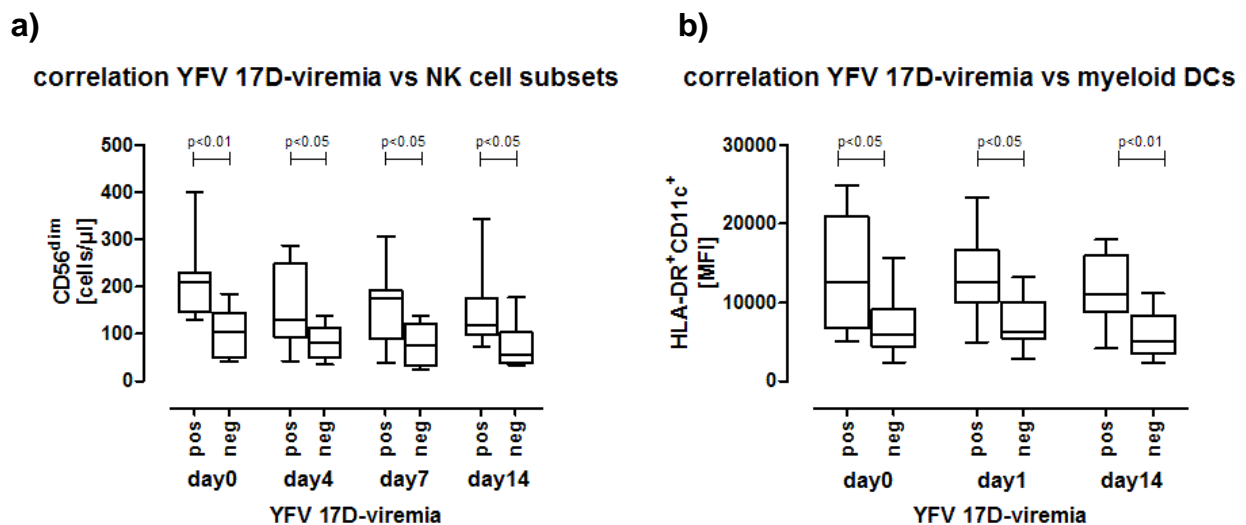 a)
correlation YFV 17D-viremia vs NK cell subsets
CD56dim
[cells/µl]
500
400
300
200
100
0
p<0.01
p<0.05
p<0.05
p<0.05
pos
neg
pos
neg
pos
neg
pos
neg
day0
day4
day7
day14
YFV 17D-viremia
b)
correlation YFV 17D-viremia vs myeloid DCs
HLA-DR+CD11c+
[MFI]
30000
20000
10000
0
p<0.05
p<0.05
p<0.01
pos
neg
pos
neg
pos
neg
day0
day1
day14
YFV 17D-viremia